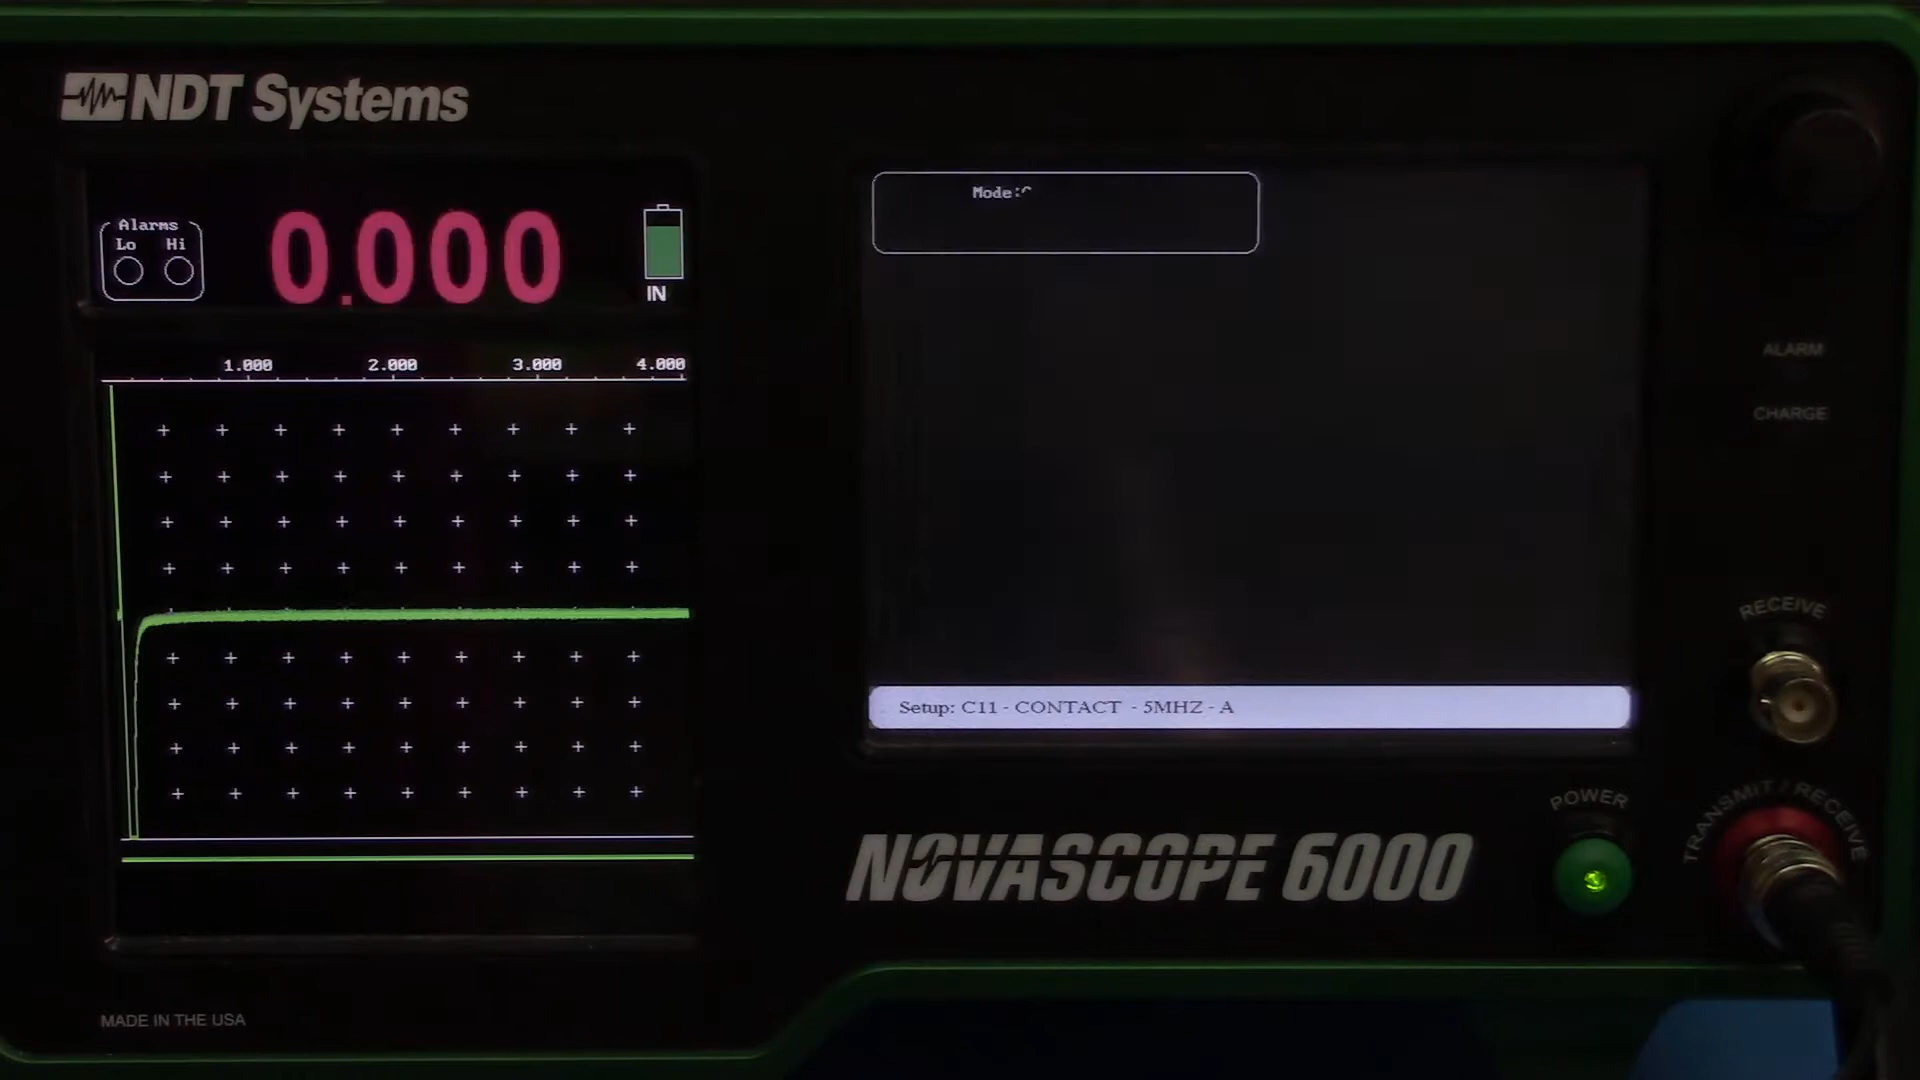 NDT Systems
Alarms
Lo Hi
0.000
IN
1.000 2.000 3.000 4.000
Mode:
Setup: C11 - CONTACT - 5MHZ - A
ALARM
CHARGE
RECEIVE
POWER
TRANSMIT / RECEIVE
NOVASCOPE 6000
MADE IN THE USA